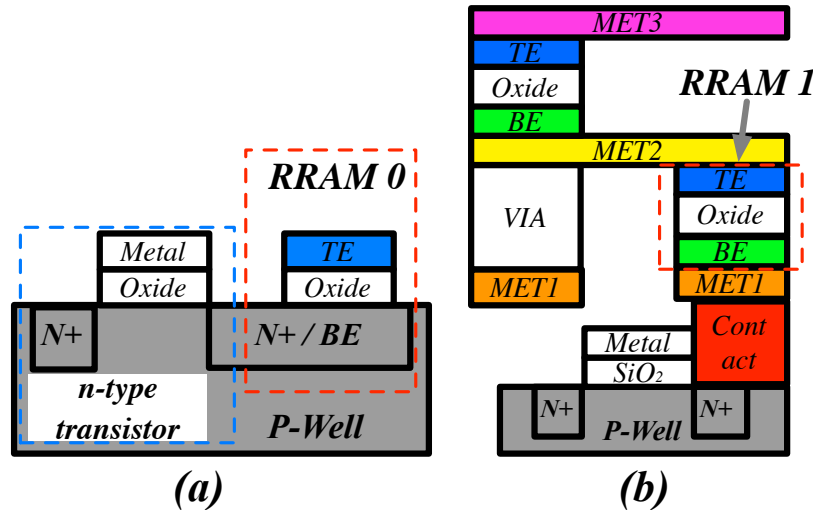 RRAM 0
Metal
Oxide
TE
Oxide
N+
N+ / BE
n-type
transistor
P-Well
(a)
MET3
TE
Oxide
BE
RRAM 1
MET2
VIA
TE
Oxide
BE
MET1
MET1
Metal
SiO₂
Cont
act
N+
N+
P-Well
(b)